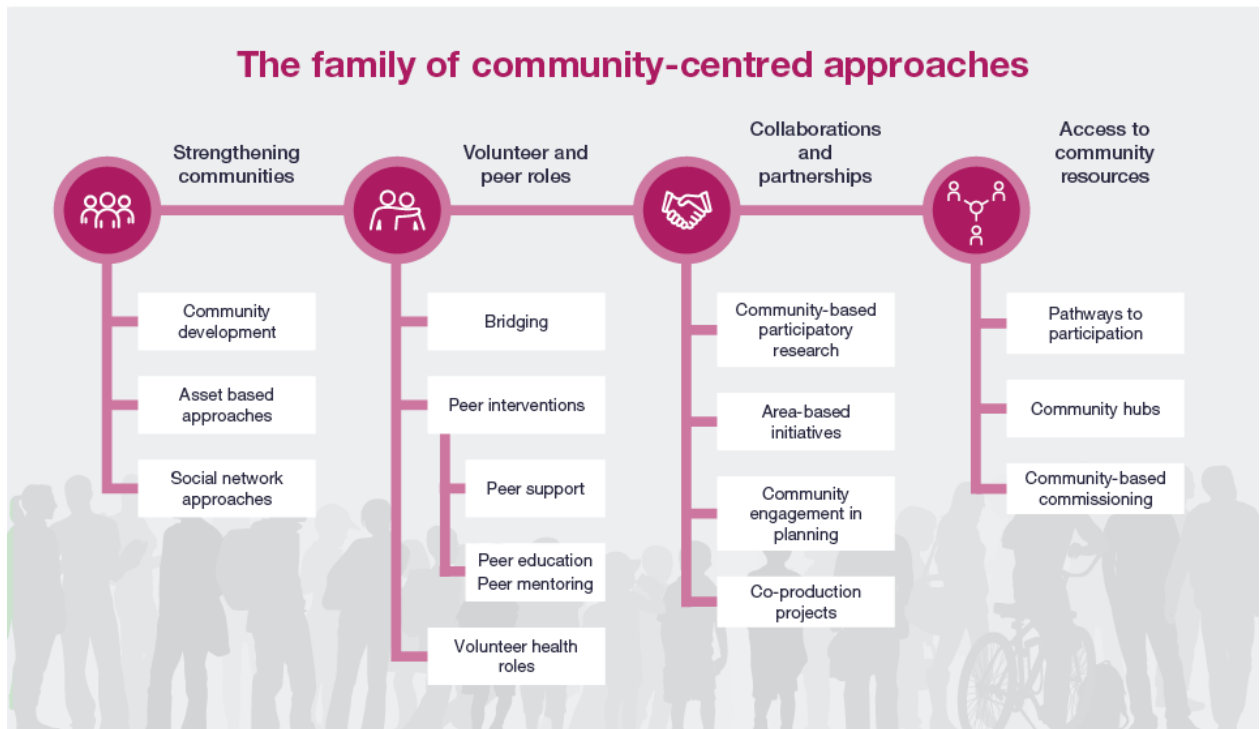 The family of community-centred approaches
Strengthening
communities
Community
development
Asset based
approaches
Social network
approaches
Volunteer and
peer roles
Bridging
Peer interventions
Peer support
Peer education
Peer mentoring
Volunteer health
roles
Collaborations
and
partnerships
Community-based
participatory
research
Area-based
initiatives
Community
engagement in
planning
Co-production
projects
Access to
community
resources
Pathways to
participation
Community hubs
Community-based
commissioning